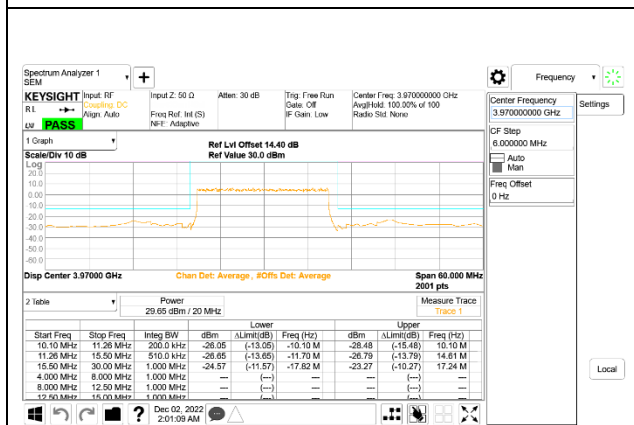 Spectrum Analyzer 1
SEM
Frequency
KEYSIGHT Input: RF Input Z: 50 Ω Atten: 30 dB Trig: Free Run Center Freq: 3.970000000 GHz
R L Coupling: DC Gate: Off Avg|Hold: 100.00% of 100
Align: Auto Freq Ref: Int (S) IF Gain: Low Radio Std: None
NFE: Adaptive
PASS
Center Frequency
3.970000000 GHz
Settings
CF Step
6.000000 MHz
Auto
Man
Freq Offset
0 Hz
1 Graph
Scale/Div 10 dB
Ref Lvl Offset 14.40 dB
Ref Value 30.0 dBm
Log
20.0
10.0
0.00
-10.0
-20.0
-30.0
-40.0
-50.0
-60.0
Disp Center 3.97000 GHz Chan Det: Average , #Offs Det: Average Span 60.000 MHz
2001 pts
2 Table
Power
29.65 dBm / 20 MHz
Measure Trace
Trace 1
Lower Upper
Start Freq Stop Freq Integ BW dBm ΔLimit(dB) Freq (Hz) dBm ΔLimit(dB) Freq (Hz)
10.10 MHz 11.26 MHz 200.0 kHz -26.05 (-13.05) -10.10 M -28.48 (-15.48) 10.10 M
11.26 MHz 15.50 MHz 510.0 kHz -26.65 (-13.65) -11.70 M -26.79 (-13.79) 14.61 M
15.50 MHz 30.00 MHz 1.000 MHz -24.57 (-11.57) -17.82 M -23.27 (-10.27) 17.24 M
4.000 MHz 8.000 MHz 1.000 MHz --- (---) --- --- (---) ---
8.000 MHz 12.50 MHz 1.000 MHz --- (---) --- --- (---) ---
12.50 MHz 15.00 MHz 1.000 MHz --- (---) --- --- (---) ---
Local
Dec 02, 2022
2:01:09 AM